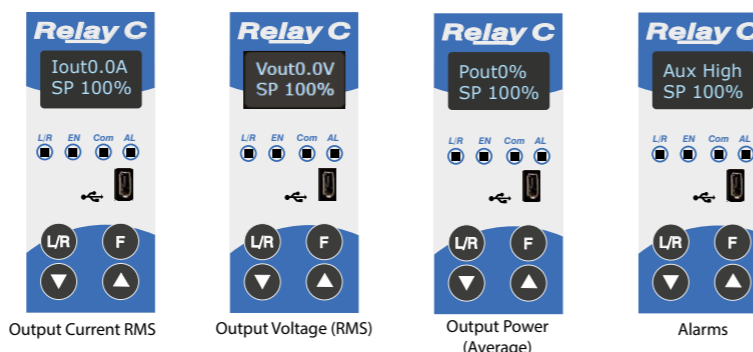 Relay C
Iout0.0A
SP 100%
L/R EN Com AL
L/R F
Output Current RMS
Relay C
Vout0.0V
SP 100%
L/R EN Com AL
L/R F
Output Voltage (RMS)
Relay C
Pout0%
SP 100%
L/R EN Com AL
L/R F
Output Power
(Average)
Relay C
Aux High
SP 100%
L/R EN Com AL
L/R F
Alarms